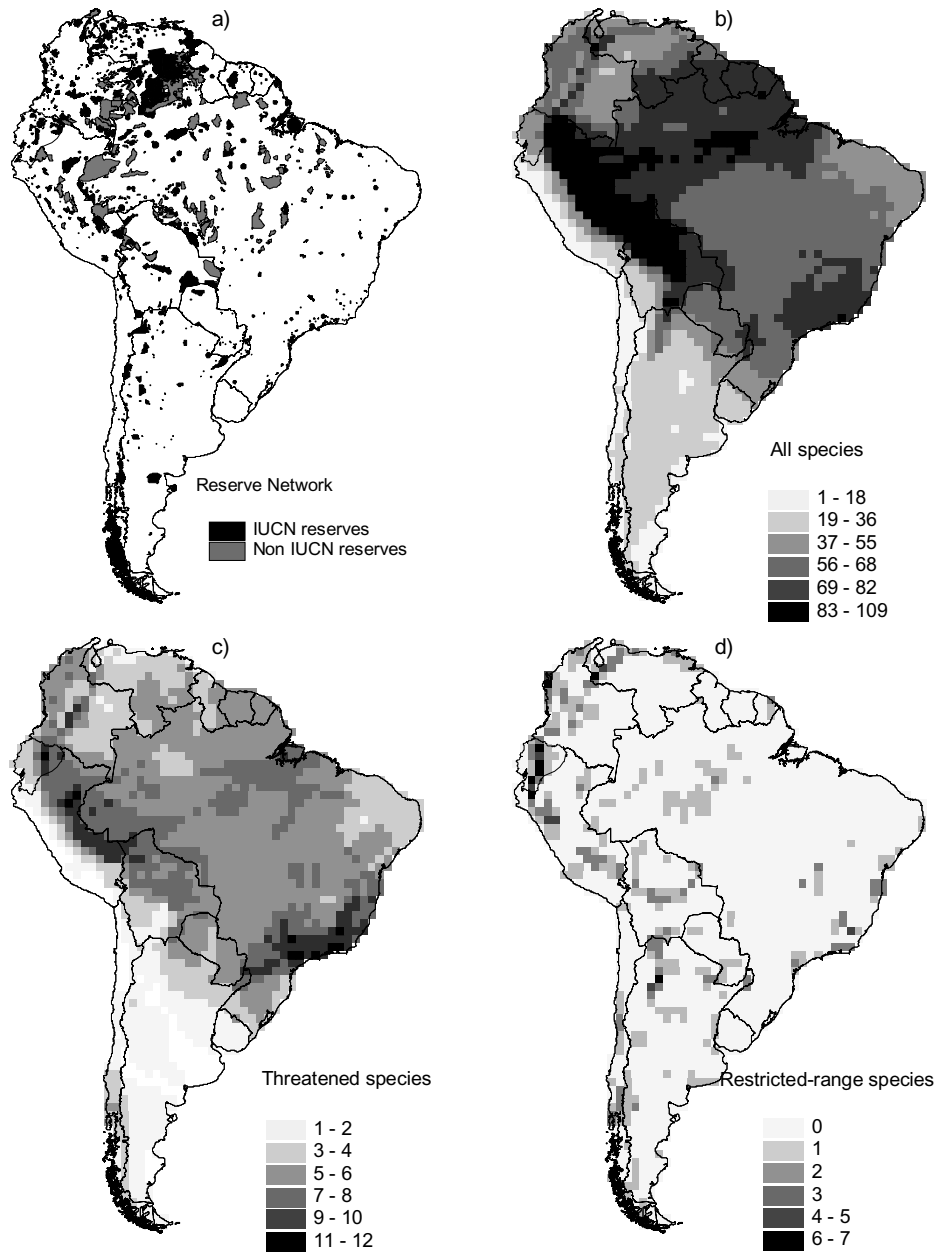 a)
Reserve Network
IUCN reserves
Non IUCN reserves
b)
All species
1 - 18
19 - 36
37 - 55
56 - 68
69 - 82
83 - 109
c)
Threatened species
1 - 2
3 - 4
5 - 6
7 - 8
9 - 10
11 - 12
d)
Restricted-range species
0
1
2
3
4 - 5
6 - 7